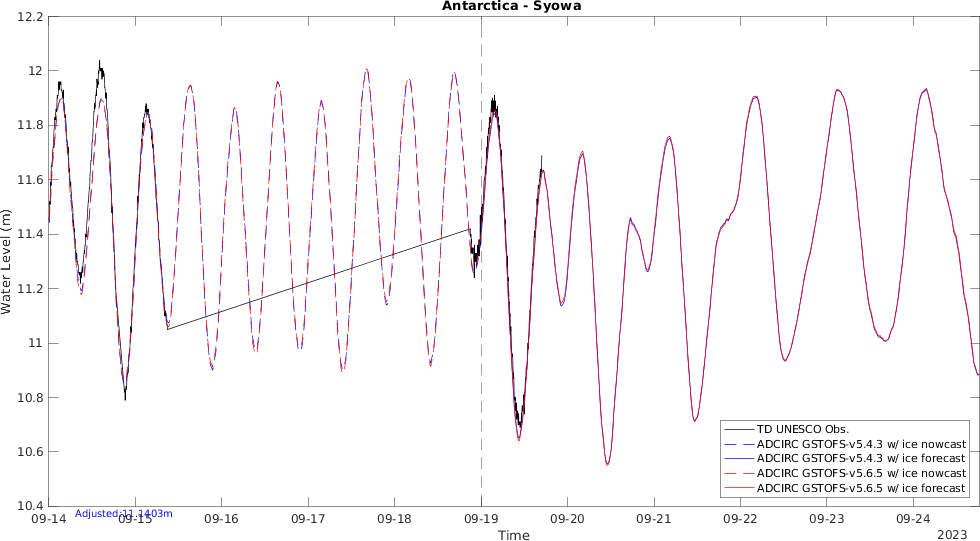 Antarctica - Syowa
12.2
12
11.8
11.6
11.4
11.2
11
10.8
10.6
10.4
Water Level (m)
TD UNESCO Obs.
ADCIRC GSTOFS-v5.4.3 w/ ice nowcast
ADCIRC GSTOFS-v5.4.3 w/ ice forecast
ADCIRC GSTOFS-v5.6.5 w/ ice nowcast
ADCIRC GSTOFS-v5.6.5 w/ ice forecast
Adjusted:11.1403m
09-14 09-15 09-16 09-17 09-18 09-19 09-20 09-21 09-22 09-23 09-24
Time
2023